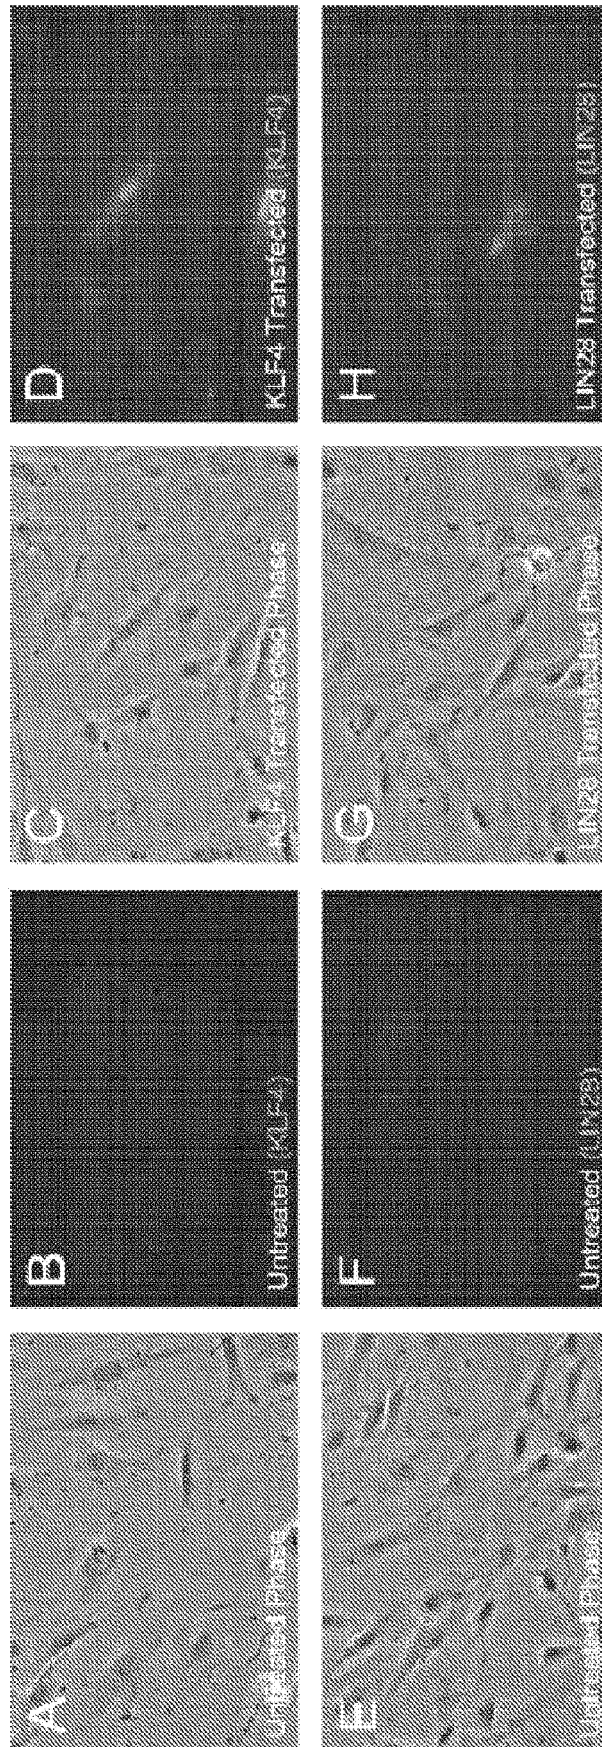 A
Untreated Phase
B
Untreated (KLF4)
C
KLF4 Transfected Phase
D
KLF4 Transfected (KLF4)
E
Untreated Phase
F
Untreated (LIN28)
G
LIN28 Transfected Phase
H
LIN28 Transfected (LIN28)